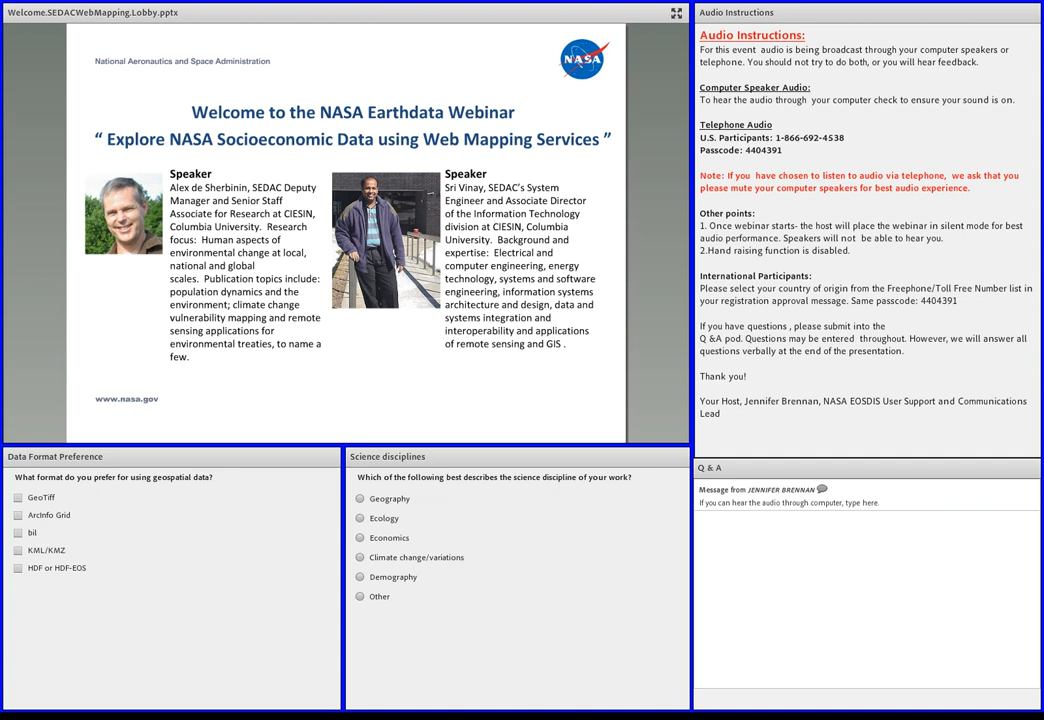 Welcome.SEDACWebMapping.Lobby.pptx
National Aeronautics and Space Administration
NASA
Welcome to the NASA Earthdata Webinar
“ Explore NASA Socioeconomic Data using Web Mapping Services ”
Speaker
Alex de Sherbinin, SEDAC Deputy
Manager and Senior Staff
Associate for Research at CIESIN,
Columbia University.  Research
focus:  Human aspects of
environmental change at local,
national and global
scales.  Publication topics include:
population dynamics and the
environment; climate change
vulnerability mapping and remote
sensing applications for
environmental treaties, to name a
few.
Speaker
Sri Vinay, SEDAC’s System
Engineer and Associate Director
of the Information Technology
division at CIESIN, Columbia
University.  Background and
expertise:  Electrical and
computer engineering, energy
technology, systems and software
engineering, information systems
architecture and design, data and
systems integration and
interoperability and applications
of remote sensing and GIS .
www.nasa.gov
Audio Instructions
Audio Instructions:
For this event  audio is being broadcast through your computer speakers or
telephone. You should not try to do both, or you will hear feedback.
Computer Speaker Audio:
To hear the audio through  your computer check to ensure your sound is on.
Telephone Audio
U.S. Participants: 1-866-692-4538
Passcode: 4404391
Note: If you  have chosen to listen to audio via telephone,  we ask that you
please mute your computer speakers for best audio experience.
Other points:
1. Once webinar starts- the host will place the webinar in silent mode for best
audio performance. Speakers will not  be able to hear you.
2.Hand raising function is disabled.
International Participants:
Please select your country of origin from the Freephone/Toll Free Number list in
your registration approval message. Same passcode: 4404391
If you have questions , please submit into the
Q &A pod. Questions may be entered  throughout. However, we will answer all
questions verbally at the end of the presentation.
Thank you!
Your Host, Jennifer Brennan, NASA EOSDIS User Support and Communications
Lead
Data Format Preference
What format do you prefer for using geospatial data?
GeoTiff
ArcInfo Grid
bil
KML/KMZ
HDF or HDF-EOS
Science disciplines
Which of the following best describes the science discipline of your work?
Geography
Ecology
Economics
Climate change/variations
Demography
Other
Q & A
Message from JENNIFER BRENNAN
If you can hear the audio through computer, type here.